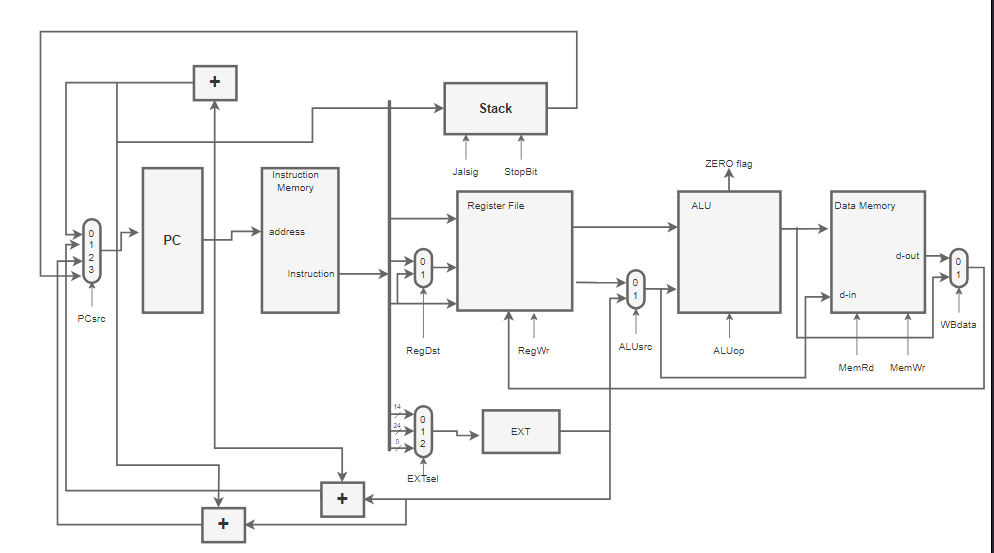 +
Stack
Jalsig
StopBit
ZERO flag
Instruction
Memory
address
Instruction
PC
0
1
2
3
PCsrc
Register File
0
1
RegDst
RegWr
0
1
ALUsrc
ALU
ALUop
Data Memory
d-out
d-in
MemRd
MemWr
0
1
WBdata
14
24
5
0
1
2
EXTsel
EXT
+
+